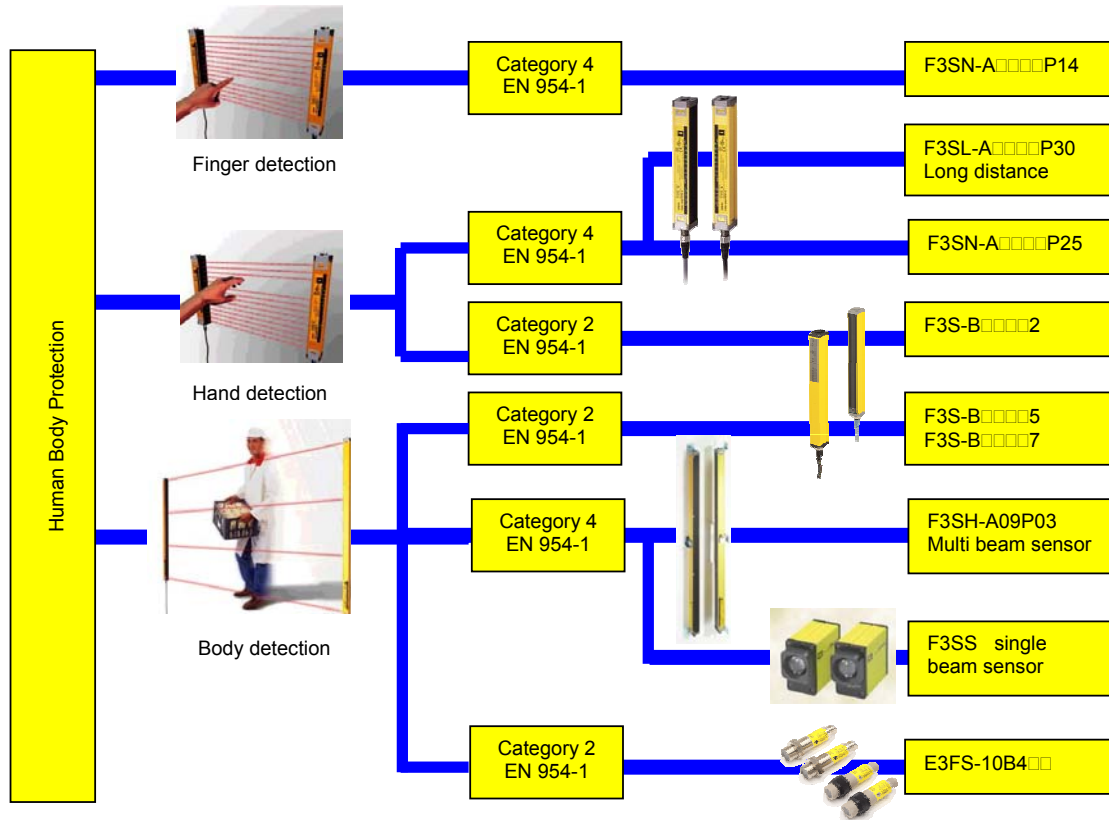 Human Body Protection
Finger detection
Category 4
EN 954-1
F3SN-A□□□□P14
F3SL-A□□□□P30
Long distance
Hand detection
Category 4
EN 954-1
F3SN-A□□□□P25
Category 2
EN 954-1
F3S-B□□□□2
Body detection
Category 2
EN 954-1
F3S-B□□□□5
F3S-B□□□□7
Category 4
EN 954-1
F3SH-A09P03
Multi beam sensor
F3SS single
beam sensor
Category 2
EN 954-1
E3FS-10B4□□